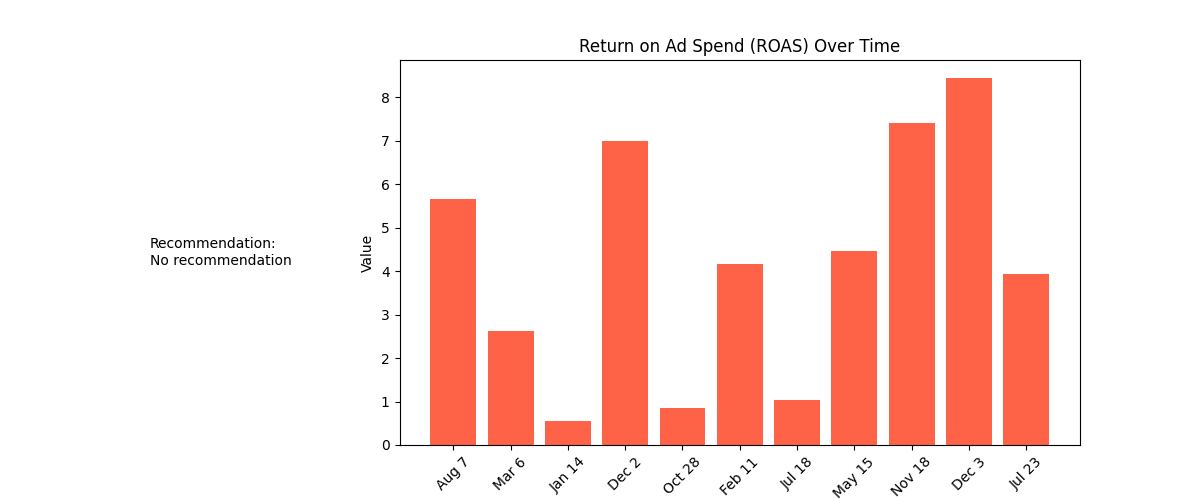 Return on Ad Spend (ROAS) Over Time
Recommendation:
No recommendation
Value
8
7
6
5
4
3
2
1
0
Aug 7
Mar 6
Jan 14
Dec 2
Oct 28
Feb 11
Jul 18
May 15
Nov 18
Dec 3
Jul 23